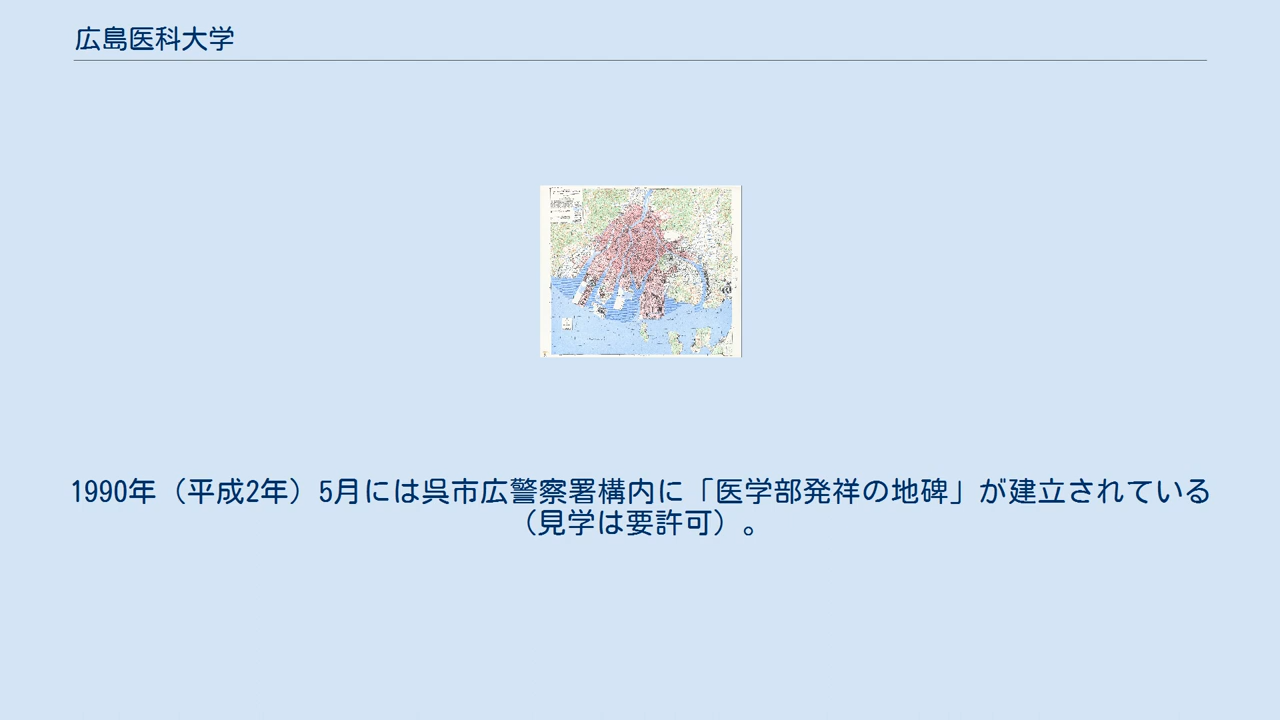 広島医科大学
1990年（平成2年）5月には呉市広警察署構内に「医学部発祥の地碑」が建立されている
（見学は要許可）。